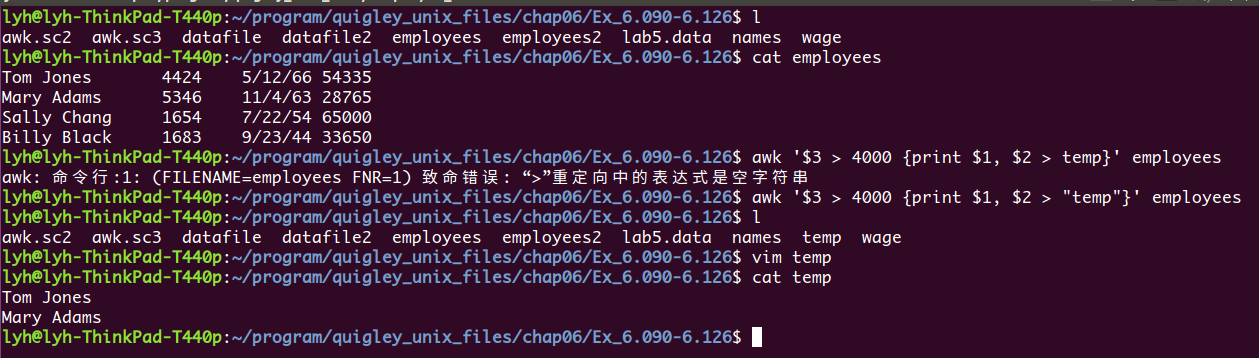 lyh@lyh-ThinkPad-T440p:~/program/quigley_unix_files/chap06/Ex_6.090-6.126$ l
awk.sc2  awk.sc3  datafile  datafile2  employees  employees2  lab5.data  names  wage
lyh@lyh-ThinkPad-T440p:~/program/quigley_unix_files/chap06/Ex_6.090-6.126$ cat employees
Tom Jones       4424    5/12/66 54335
Mary Adams      5346    11/4/63 28765
Sally Chang     1654    7/22/54 65000
Billy Black     1683    9/23/44 33650
lyh@lyh-ThinkPad-T440p:~/program/quigley_unix_files/chap06/Ex_6.090-6.126$ awk '$3 > 4000 {print $1, $2 > temp}' employees
awk: 命令行:1: (FILENAME=employees FNR=1) 致命错误: “>”重定向中的表达式是空字符串
lyh@lyh-ThinkPad-T440p:~/program/quigley_unix_files/chap06/Ex_6.090-6.126$ awk '$3 > 4000 {print $1, $2 > "temp"}' employees
lyh@lyh-ThinkPad-T440p:~/program/quigley_unix_files/chap06/Ex_6.090-6.126$ l
awk.sc2  awk.sc3  datafile  datafile2  employees  employees2  lab5.data  names  temp  wage
lyh@lyh-ThinkPad-T440p:~/program/quigley_unix_files/chap06/Ex_6.090-6.126$ vim temp
lyh@lyh-ThinkPad-T440p:~/program/quigley_unix_files/chap06/Ex_6.090-6.126$ cat temp
Tom Jones
Mary Adams
lyh@lyh-ThinkPad-T440p:~/program/quigley_unix_files/chap06/Ex_6.090-6.126$